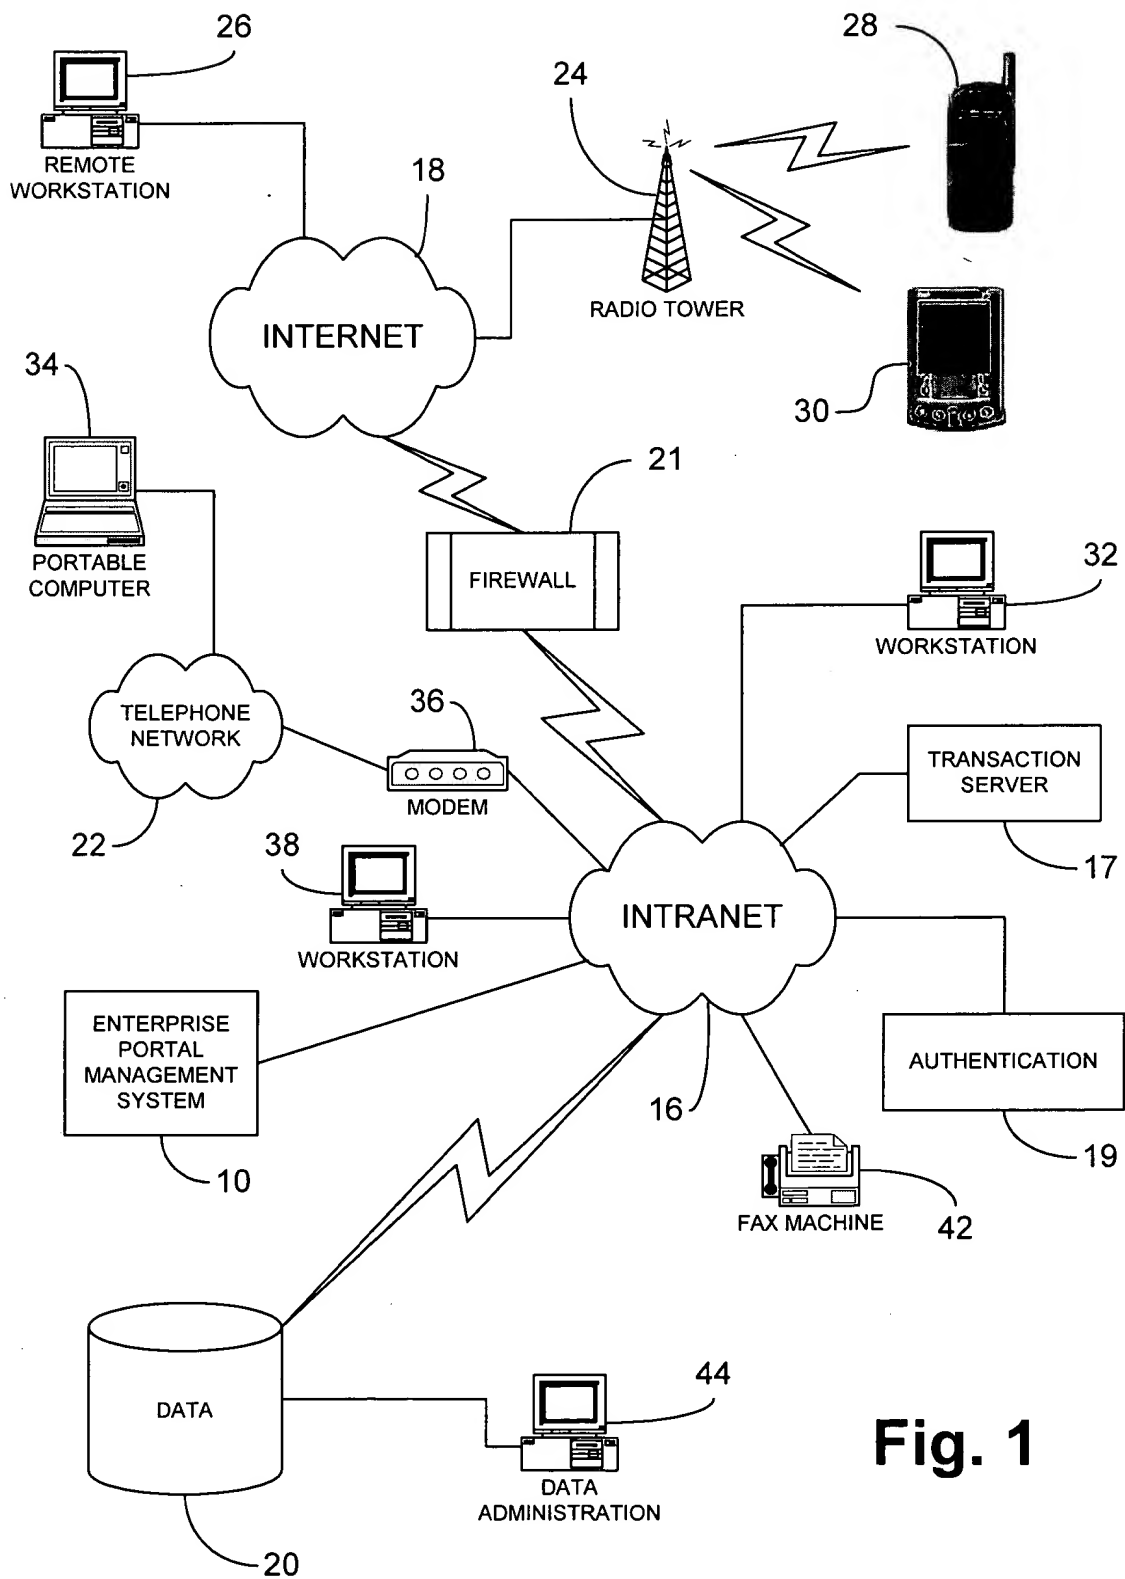 26
REMOTE
WORKSTATION
24
28
18
INTERNET
RADIO TOWER
30
34
PORTABLE
COMPUTER
21
FIREWALL
32
WORKSTATION
TELEPHONE
NETWORK
22
36
MODEM
TRANSACTION
SERVER
17
38
WORKSTATION
INTRANET
16
ENTERPRISE
PORTAL
MANAGEMENT
SYSTEM
10
AUTHENTICATION
19
FAX MACHINE
42
DATA
20
44
DATA
ADMINISTRATION
Fig. 1